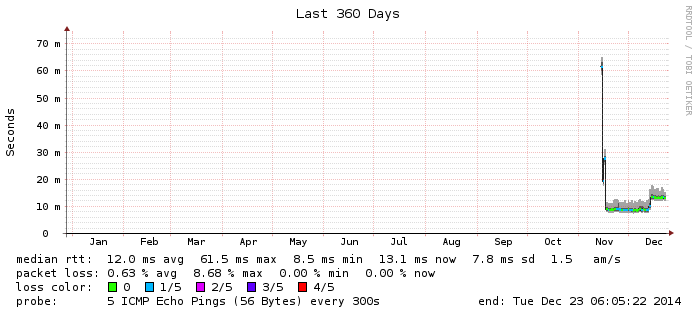 Last 360 Days
RRDTOOL / TOBI OETIKER
Seconds
70 m
60 m
50 m
40 m
30 m
20 m
10 m
0
Jan Feb Mar Apr May Jun Jul Aug Sep Oct Nov Dec
median rtt: 12.0 ms avg 61.5 ms max 8.5 ms min 13.1 ms now 7.8 ms sd 1.5 am/s
packet loss: 0.63 % avg 8.68 % max 0.00 % min 0.00 % now
loss color: 0 1/5 2/5 3/5 4/5
probe: 5 ICMP Echo Pings (56 Bytes) every 300s end: Tue Dec 23 06:05:22 2014